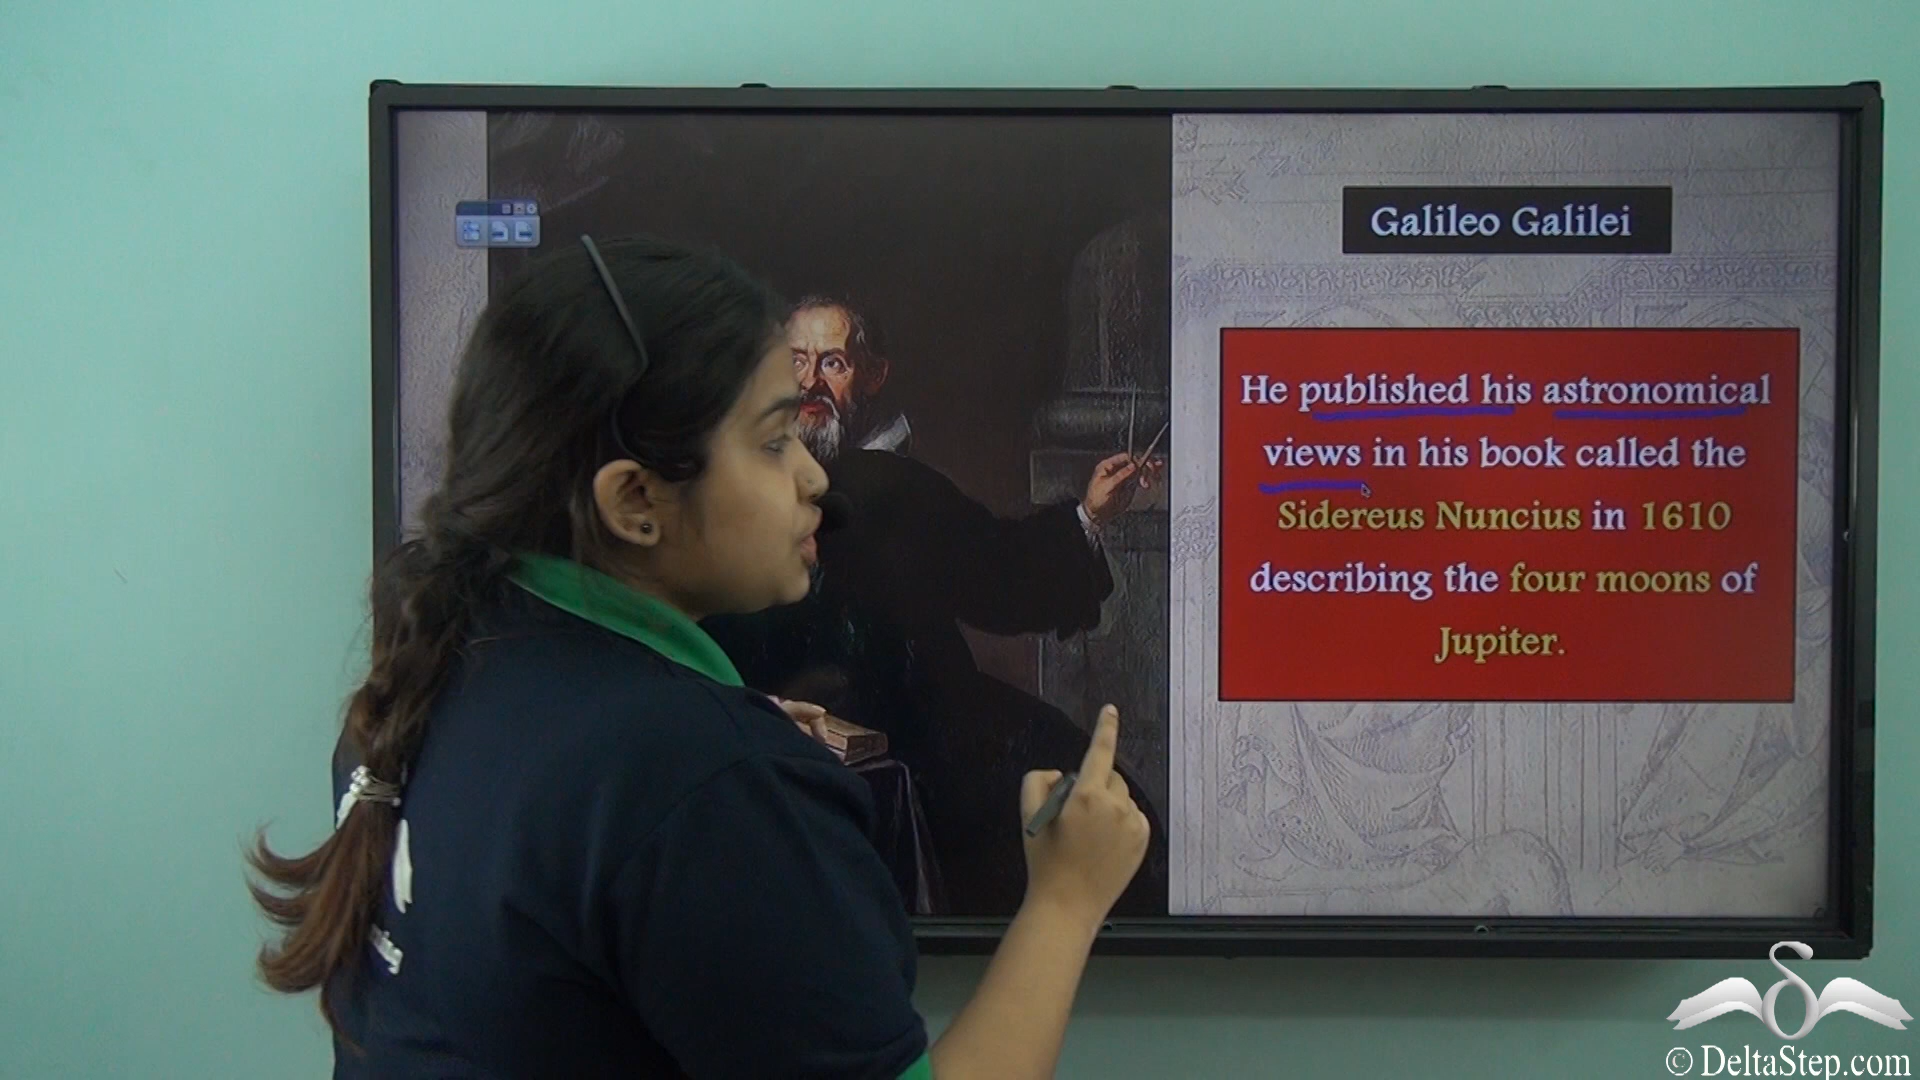 Galileo Galilei
He published his astronomical
views in his book called the
Sidereus Nuncius in 1610
describing the four moons of
Jupiter.
© DeltaStep.com